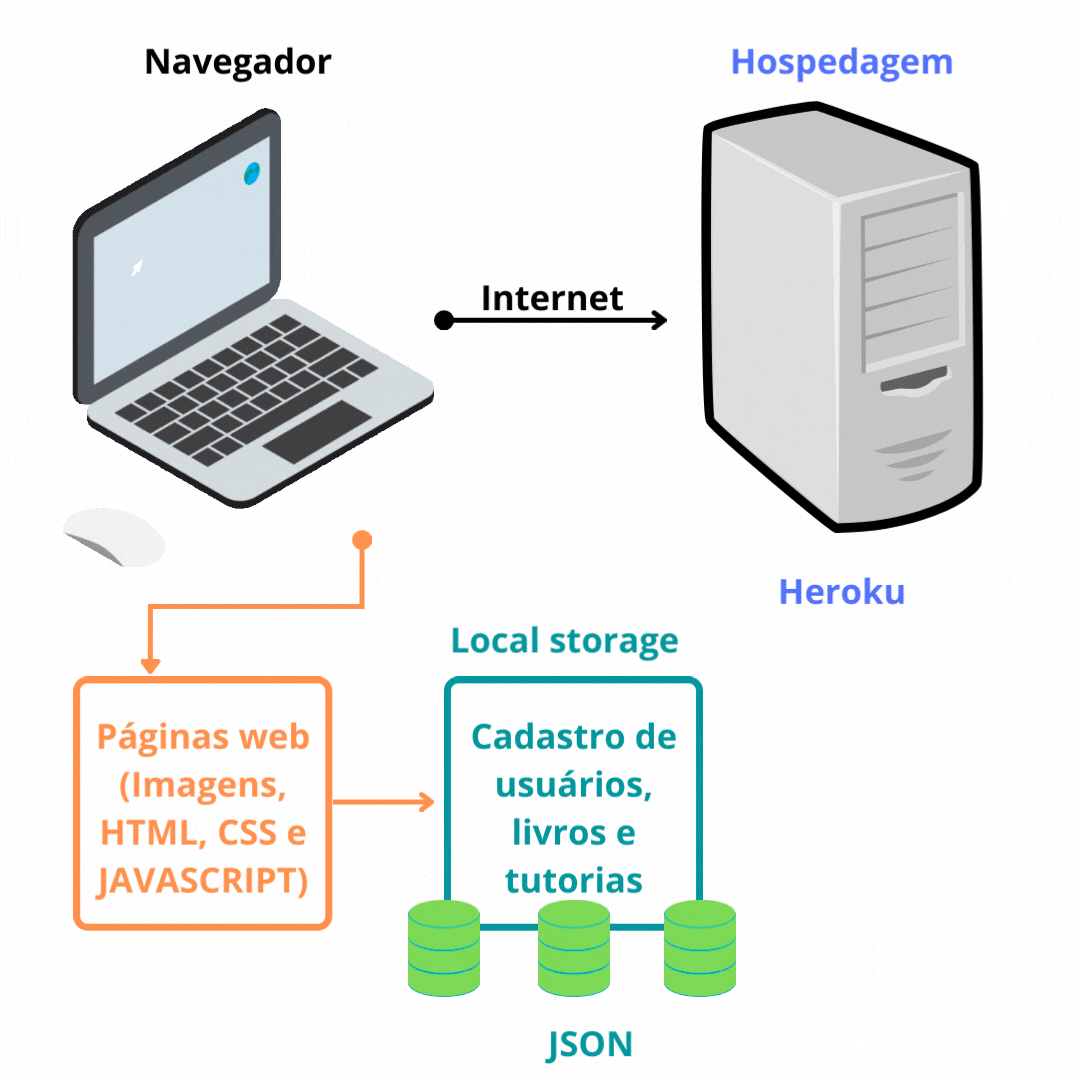 Navegador
Hospedagem
Internet
Heroku
Local storage
Páginas web
(Imagens,
HTML, CSS e
JAVASCRIPT)
Cadastro de
usuários,
livros e
tutorias
JSON